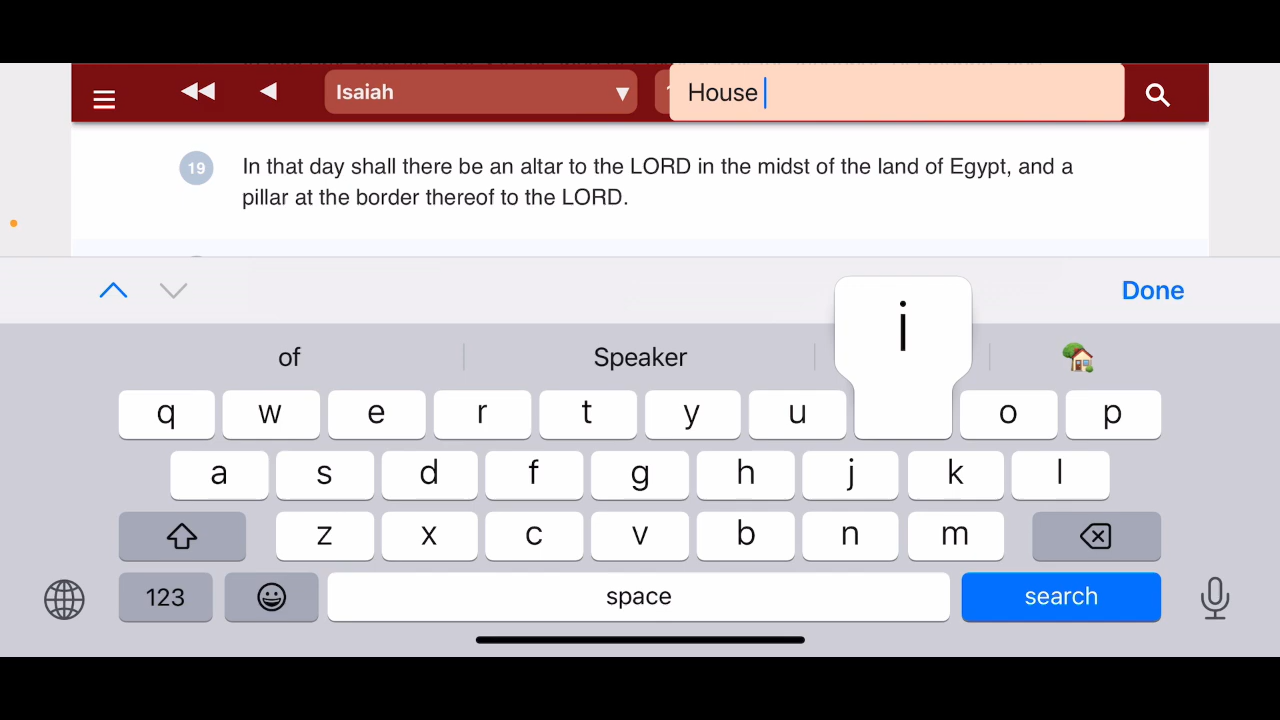 Isaiah
House
19
In that day shall there be an altar to the LORD in the midst of the land of Egypt, and a
pillar at the border thereof to the LORD.
Done
of Speaker
i
q w e r t y u o p
a s d f g h j k l
z x c v b n m
123 space search